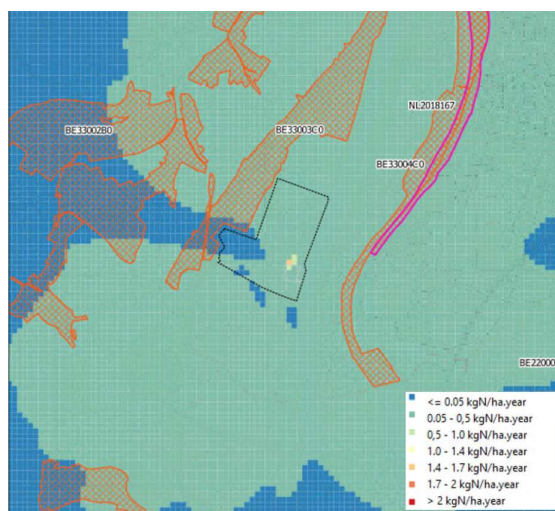 NL2018167
BE33002B0
BE33003C0
BE33004C0
BE22000
<= 0.05 kgN/ha.year
0.05 - 0,5 kgN/ha.year
0,5 - 1.0 kgN/ha.year
1.0 - 1.4 kgN/ha.year
1.4 - 1.7 kgN/ha.year
1.7 - 2 kgN/ha.year
> 2 kgN/ha.year